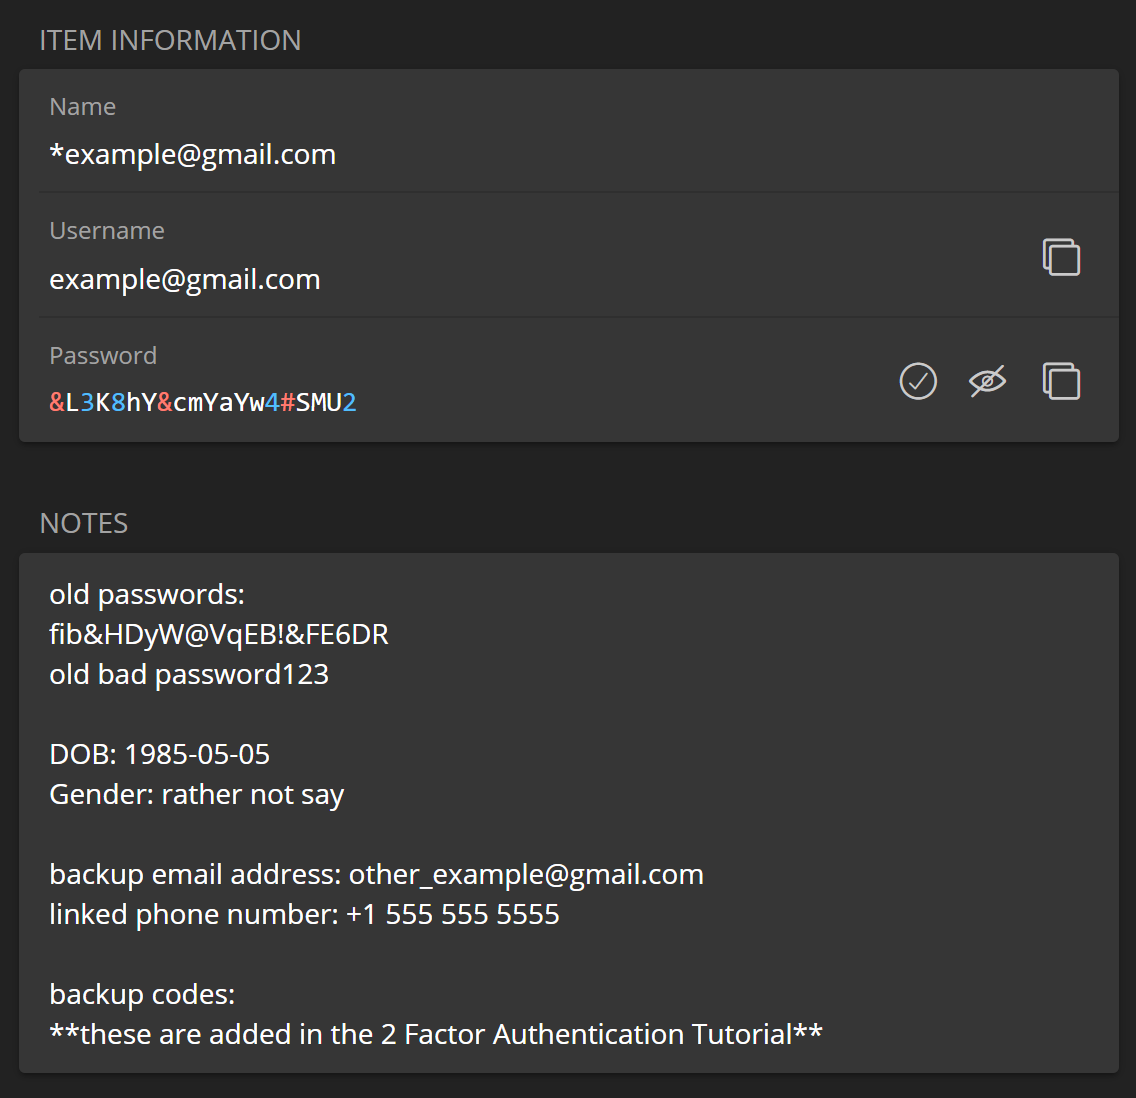 ITEM INFORMATION
Name
*example@gmail.com
Username
example@gmail.com
Password
&L3K8hY&cmYaYw4#SMU2
NOTES
old passwords:
fib&HDyW@VqEB!&FE6DR
old bad password123
DOB: 1985-05-05
Gender: rather not say
backup email address: other_example@gmail.com
linked phone number: +1 555 555 5555
backup codes:
**these are added in the 2 Factor Authentication Tutorial**